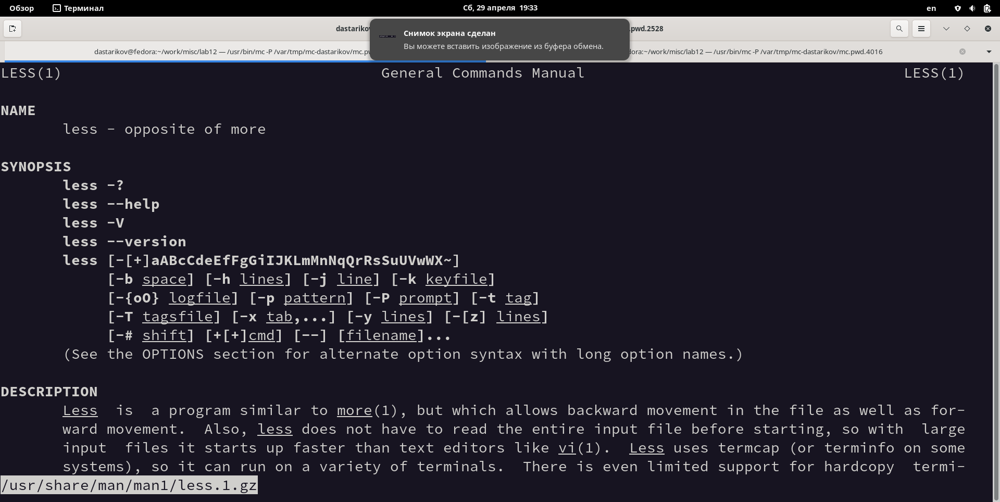 Обзор Терминал Сб, 29 апреля 19:33 en
Снимок экрана сделан
Вы можете вставить изображение из буфера обмена.
dastarikov .pwd.2528
dastarikov@fedora:~/work/misc/lab12 — /usr/bin/mc -P /var/tmp/mc-dastarikov/mc.pw dora:~/work/misc/lab12 — /usr/bin/mc -P /var/tmp/mc-dastarikov/mc.pwd.4016
LESS(1) General Commands Manual LESS(1)
NAME
less - opposite of more
SYNOPSIS
less -?
less --help
less -V
less --version
less [-[+]aABcCdeEfFgGiIJKLmMnNqQrRsSuUVwWX~]
[-b space] [-h lines] [-j line] [-k keyfile]
[-{oO} logfile] [-p pattern] [-P prompt] [-t tag]
[-T tagsfile] [-x tab,...] [-y lines] [-[z] lines]
[-# shift] [+[+]cmd] [--] [filename]...
(See the OPTIONS section for alternate option syntax with long option names.)
DESCRIPTION
Less is a program similar to more(1), but which allows backward movement in the file as well as for-
ward movement. Also, less does not have to read the entire input file before starting, so with large
input files it starts up faster than text editors like vi(1). Less uses termcap (or terminfo on some
systems), so it can run on a variety of terminals. There is even limited support for hardcopy termi-
/usr/share/man/man1/less.1.gz